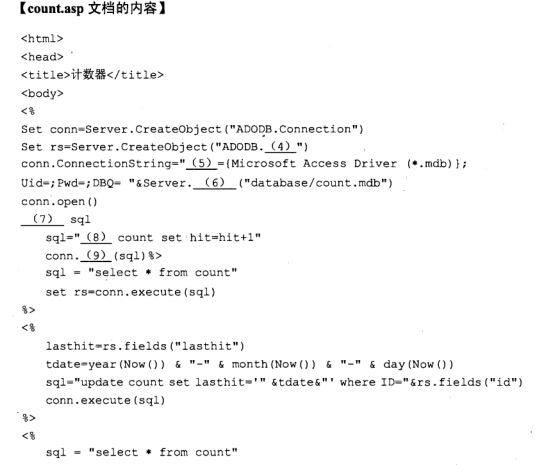 【count.asp 文档的内容】
<html>
<head>
<title>计数器</title>
<body>
<%
Set conn=Server.CreateObject("ADODB.Connection")
Set rs=Server.CreateObject("ADODB. (4) ")
conn.ConnectionString=" (5) ={Microsoft Access Driver (*.mdb)};
Uid=;Pwd=;DBQ= "&Server. (6) ("database/count.mdb")
conn.open()
(7) sql
sql=" (8) count set hit=hit+1"
conn. (9) (sql)%>
sql = "select * from count"
set rs=conn.execute(sql)
%>
<%
lasthit=rs.fields("lasthit")
tdate=year(Now()) & "-" & month(Now()) & "-" & day(Now())
sql="update count set lasthit='" &tdate&"' where ID="&rs.fields("id")
conn.execute(sql)
%>
<%
sql = "select * from count"